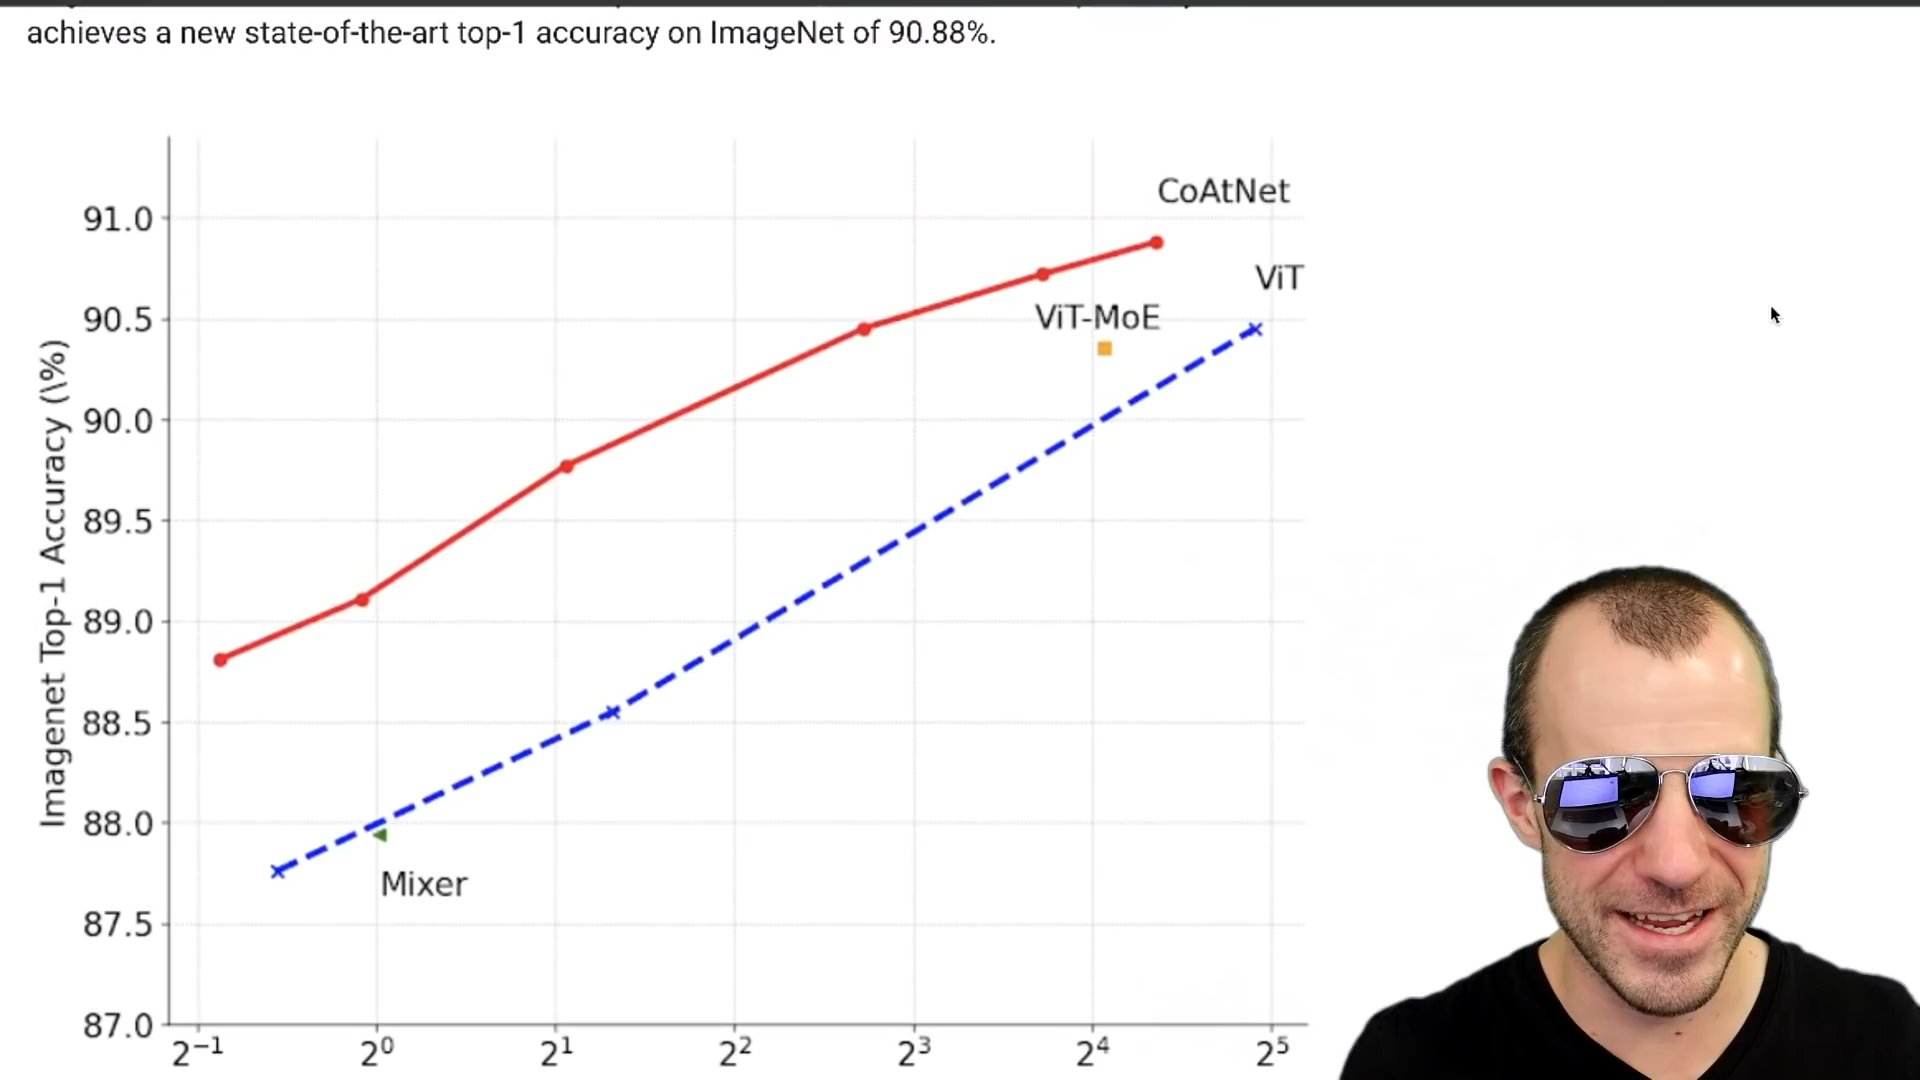 achieves a new state-of-the-art top-1 accuracy on ImageNet of 90.88%.
CoAtNet
91.0
ViT
ViT-MoE
90.5
90.0
89.5
89.0
88.5
88.0
Mixer
87.5
87.0
Imagenet Top-1 Accuracy (\%)
2⁻¹ 2⁰ 2¹ 2² 2³ 2⁴ 2⁵